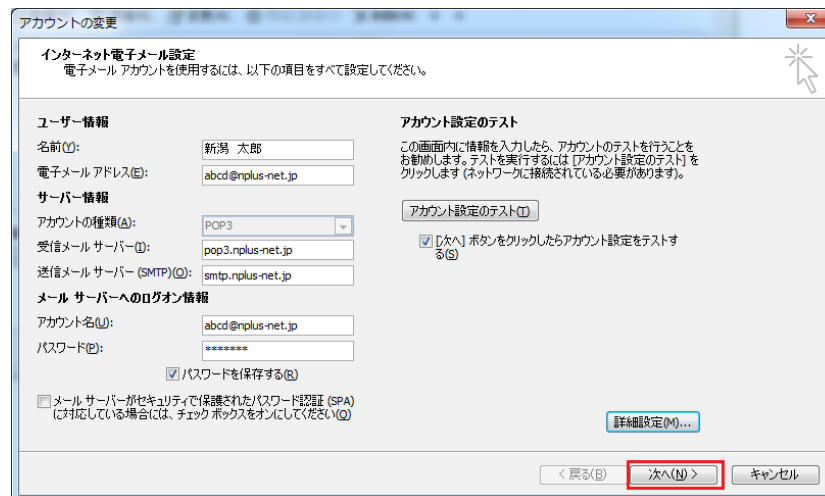 アカウントの変更
インターネット電子メール設定
電子メール アカウントを使用するには、以下の項目をすべて設定してください。
ユーザー情報
名前(Y):
新潟 太郎
電子メール アドレス(E):
abcd@nplus-net.jp
サーバー情報
アカウントの種類(A):
POP3
受信メール サーバー(I):
pop3.nplus-net.jp
送信メール サーバー (SMTP)(O):
smtp.nplus-net.jp
メール サーバーへのログオン情報
アカウント名(U):
abcd@nplus-net.jp
パスワード(P):
*******
パスワードを保存する(R)
メール サーバーがセキュリティで保護されたパスワード認証 (SPA)
に対応している場合には、チェック ボックスをオンにしてください(Q)
アカウント設定のテスト
この画面内に情報を入力したら、アカウントのテストを行うことを
お勧めします。テストを実行するには [アカウント設定のテスト] を
クリックします (ネットワークに接続されている必要があります)。
アカウント設定のテスト(T)
[次へ] ボタンをクリックしたらアカウント設定をテストす
る(S)
詳細設定(M)...
< 戻る(B)
次へ(N) >
キャンセル